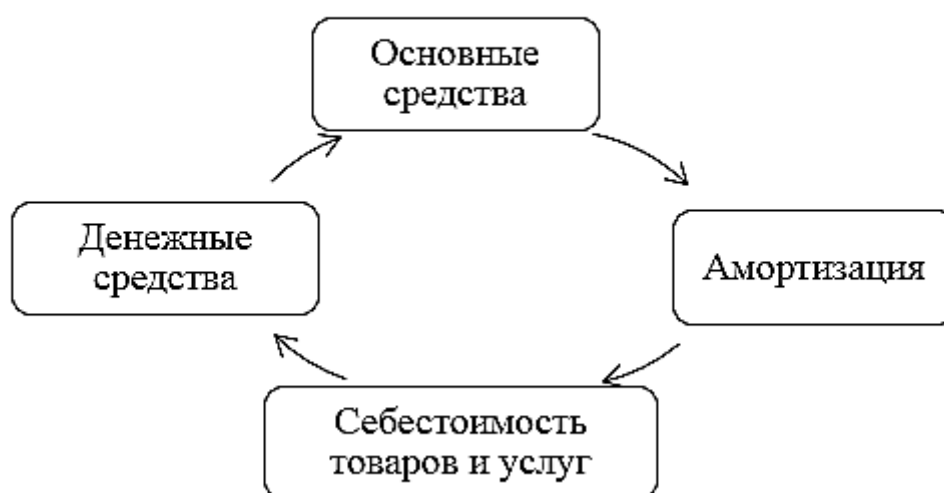 Основные
средства
Денежные
средства
Амортизация
Себестоимость
товаров и услуг